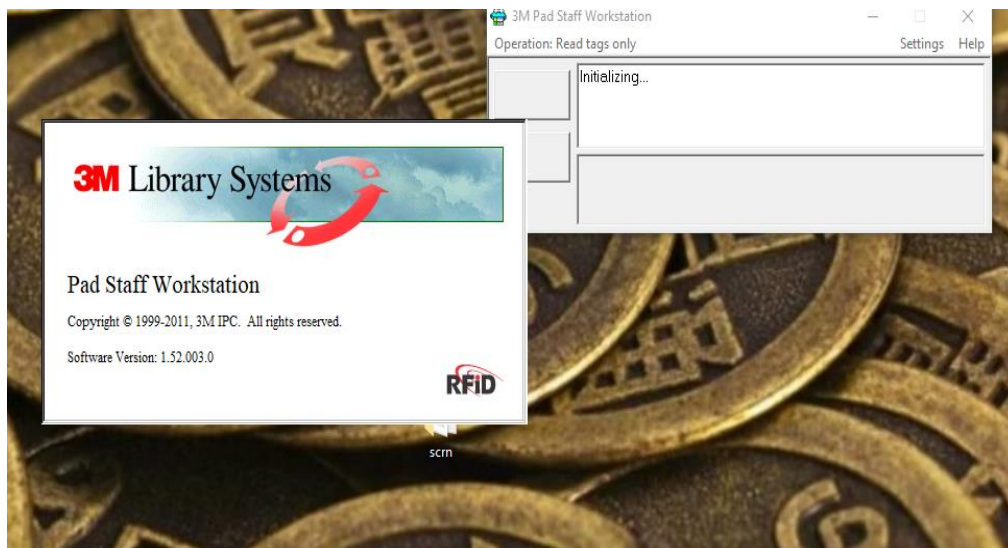 3M Pad Staff Workstation
Operation: Read tags only
Settings Help
Initializing...
3M Library Systems
Pad Staff Workstation
Copyright © 1999-2011, 3M IPC. All rights reserved.
Software Version: 1.52.003.0
RFiD
scrn